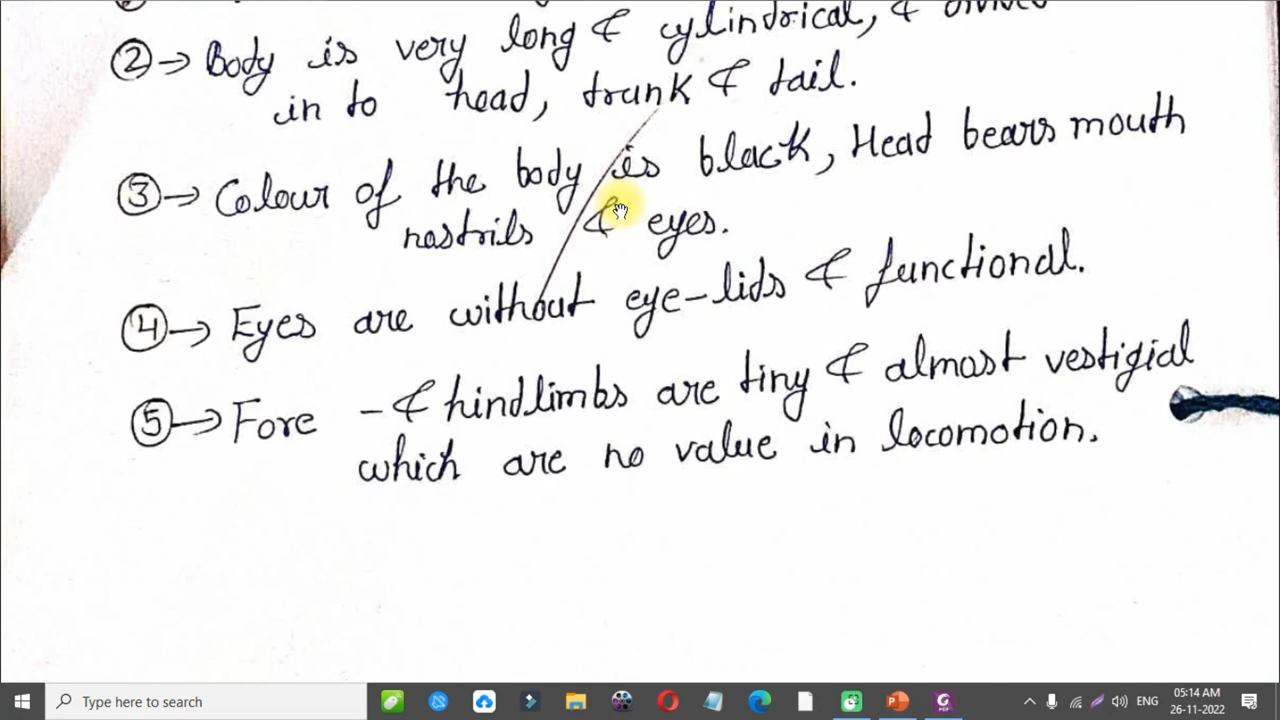 ② → Body is very long & cylindrical, & divided
in to head, trunk & tail.
③ → Colour of the body is black, Head bears mouth
nostrils & eyes.
④ → Eyes are without eye-lids & functional.
⑤ → Fore - & hindlimbs are tiny & almost vestigial
which are no value in locomotion.
Type here to search
ENG
05:14 AM
26-11-2022